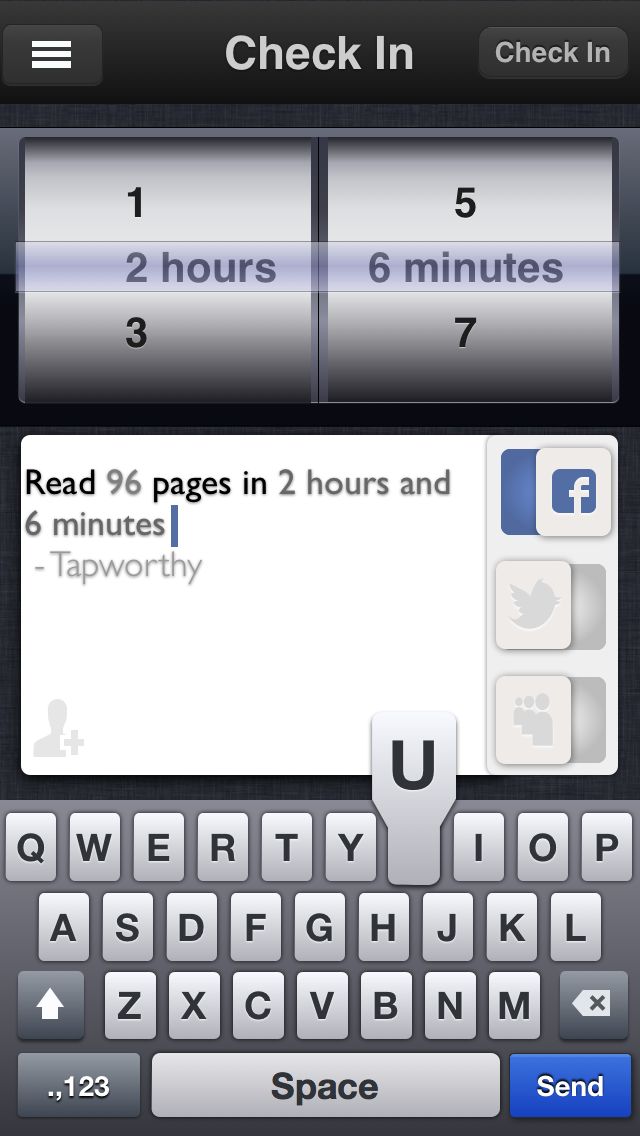 Check In
Check In
1 5
2 hours 6 minutes
3 7
Read 96 pages in 2 hours and
6 minutes
- Tapworthy
f
U
Q W E R T Y I O P
A S D F G H J K L
Z X C V B N M
.,123 Space Send